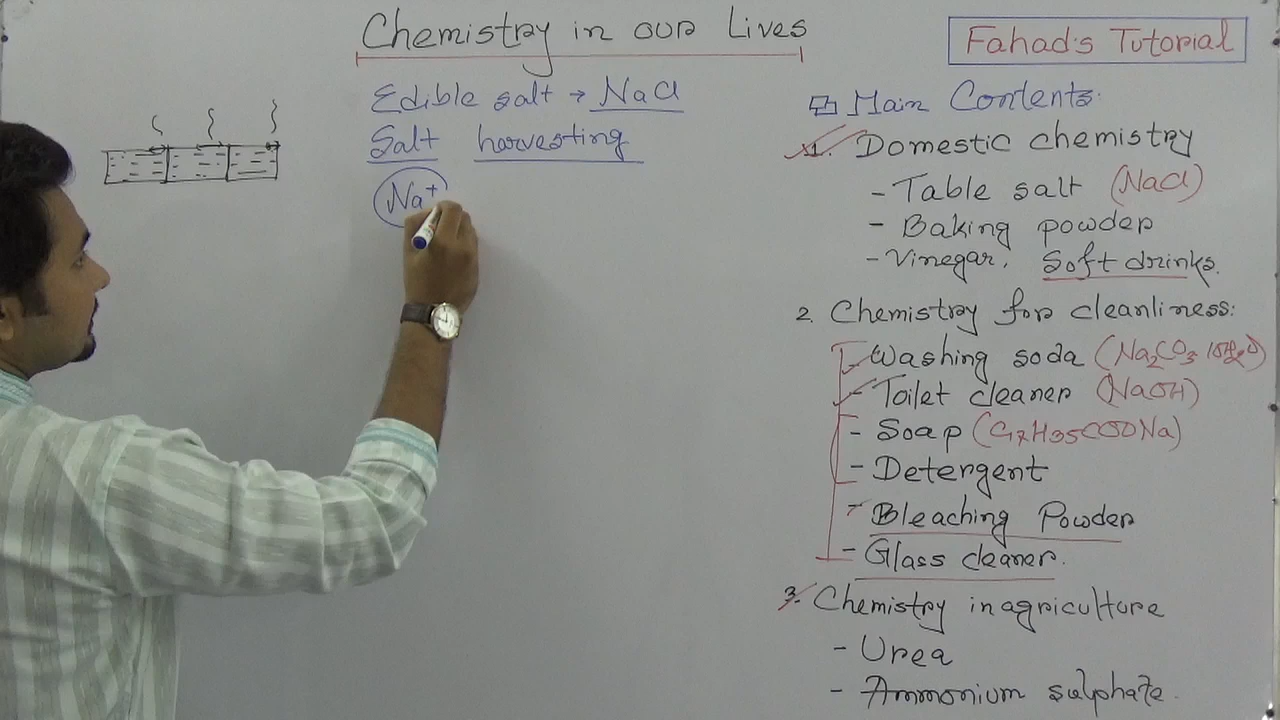 Chemistry in our Lives
Fahad's Tutorial
Edible salt → NaCl
Salt harvesting
Na+
Main Contents:
1. Domestic chemistry
- Table salt (NaCl)
- Baking powder
- Vinegar, Soft drinks.
2. Chemistry for cleanliness:
- Washing soda (Na2CO3 10H2O)
- Toilet cleaner (NaOH)
- Soap (C17H35COONa)
- Detergent
- Bleaching Powder
- Glass cleaner.
3. Chemistry in agriculture
- Urea
- Ammonium sulphate.